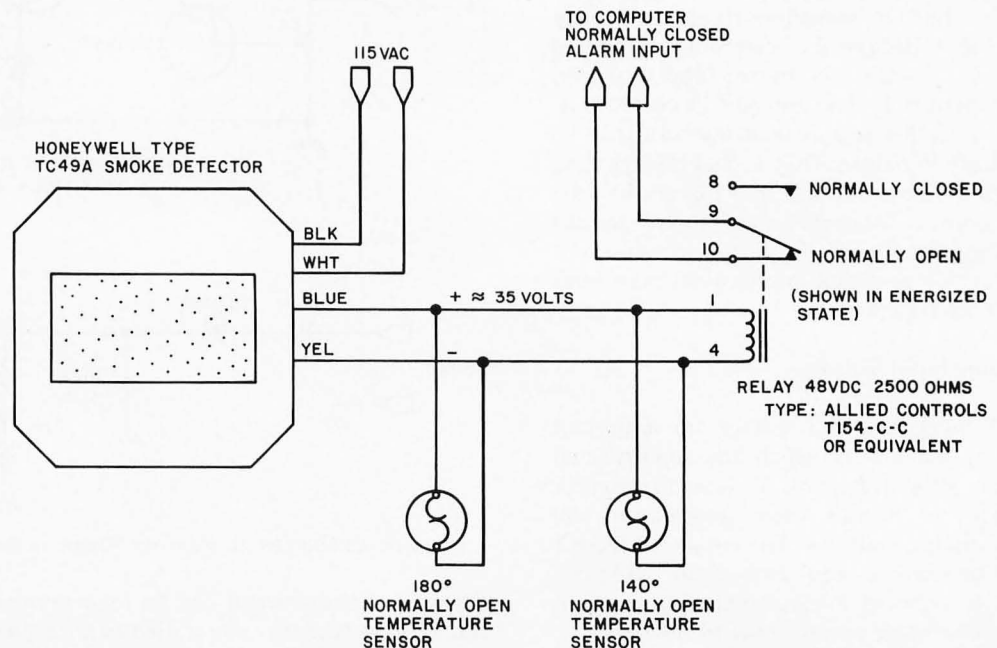 115VAC
TO COMPUTER
NORMALLY CLOSED
ALARM INPUT
HONEYWELL TYPE
TC49A SMOKE DETECTOR
BLK
WHT
BLUE
YEL
+ ≈ 35 VOLTS
–
8
NORMALLY CLOSED
9
10
NORMALLY OPEN
(SHOWN IN ENERGIZED
STATE)
1
4
RELAY 48VDC 2500 OHMS
TYPE: ALLIED CONTROLS
T154-C-C
OR EQUIVALENT
180°
NORMALLY OPEN
TEMPERATURE
SENSOR
140°
NORMALLY OPEN
TEMPERATURE
SENSOR